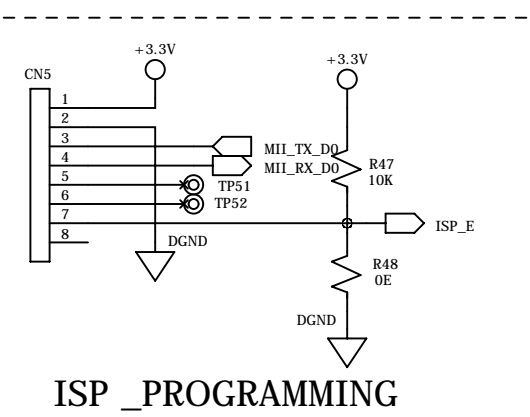 +3.3V
+3.3V
CN5
1
2
3
MII_TX_D0
4
MII_RX_D0
R47
10K
5
TP51
6
TP52
7
ISP_E
8
DGND
R48
0E
DGND
ISP _PROGRAMMING